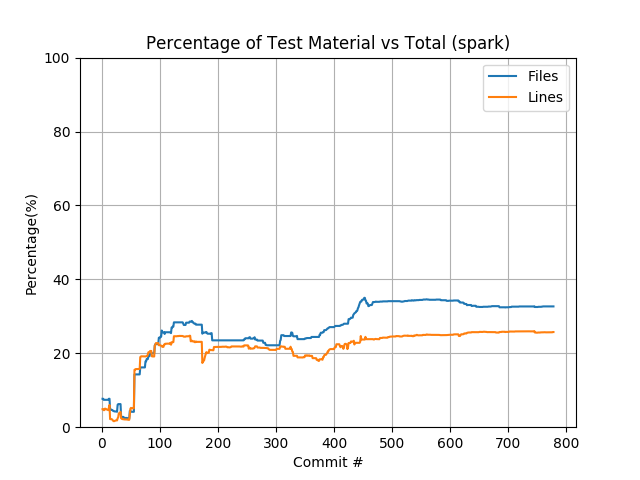 Percentage of Test Material vs Total (spark)
Files
Lines
100
80
60
40
20
0
Percentage(%)
0 100 200 300 400 500 600 700 800
Commit #